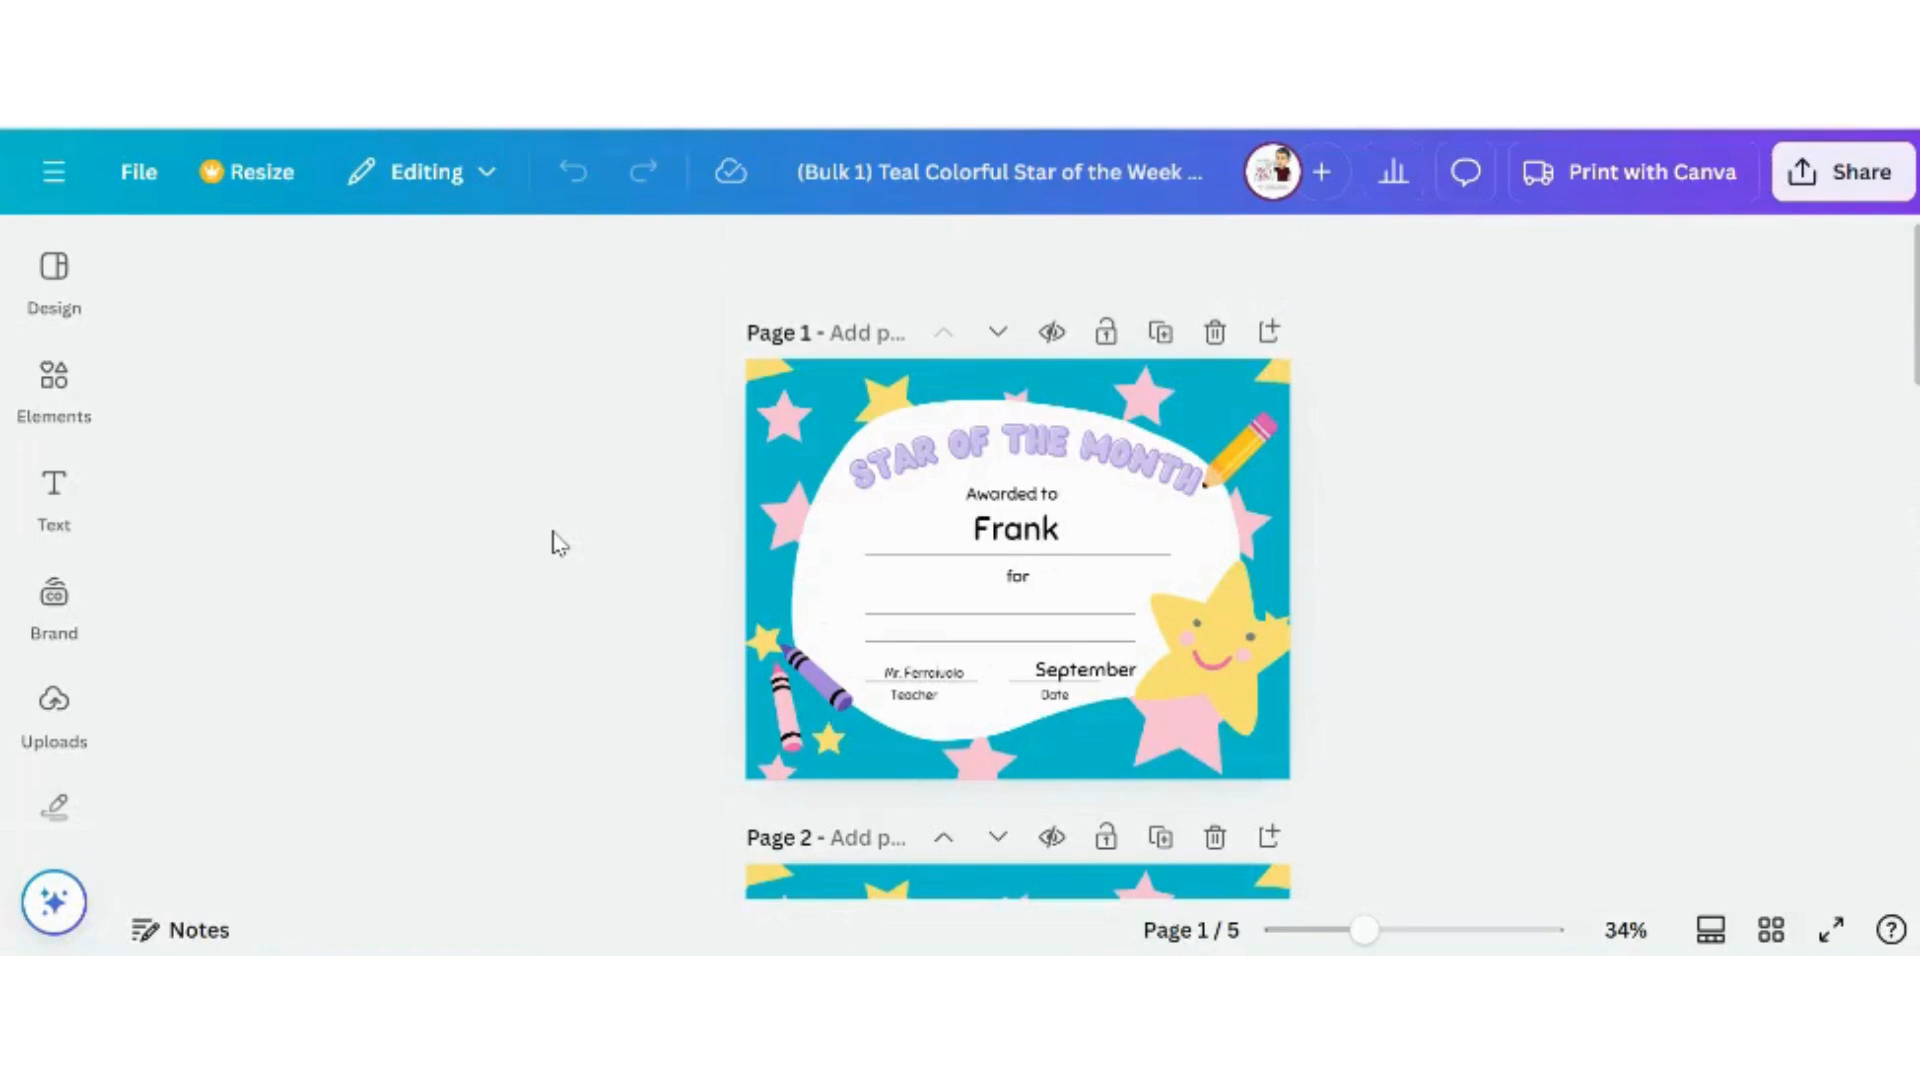 File Resize Editing (Bulk 1) Teal Colorful Star of the Week ... Print with Canva Share
Design
Elements
Text
Brand
Uploads
Page 1 - Add p...
STAR OF THE MONTH
Awarded to
Frank
for
Mr. Ferraiuolo September
Teacher Date
Page 2 - Add p...
Notes Page 1 / 5 34%